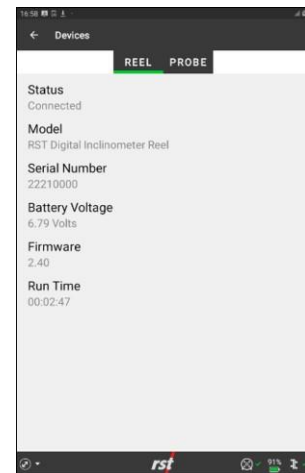 16:58
Devices
REEL PROBE
Status
Connected
Model
RST Digital Inclinometer Reel
Serial Number
22210000
Battery Voltage
6.79 Volts
Firmware
2.40
Run Time
00:02:47
rst
91%